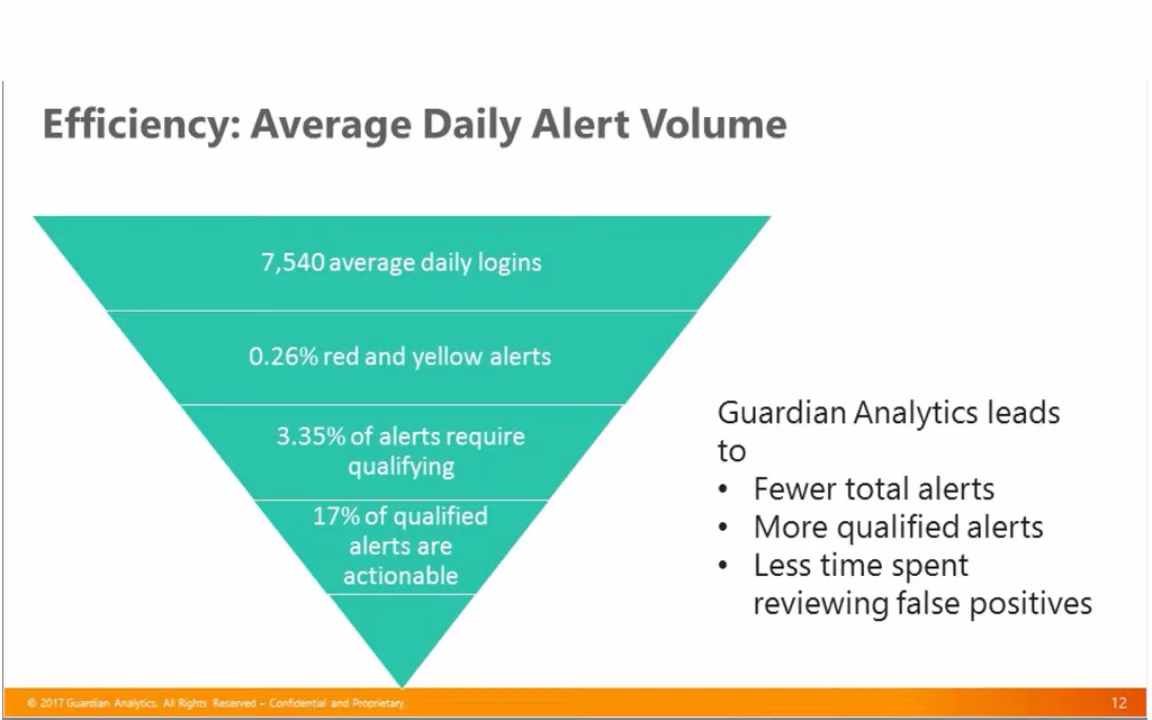 Efficiency: Average Daily Alert Volume
7,540 average daily logins
0.26% red and yellow alerts
3.35% of alerts require
qualifying
17% of qualified
alerts are
actionable
Guardian Analytics leads
to
• Fewer total alerts
• More qualified alerts
• Less time spent
reviewing false positives
© 2017 Guardian Analytics. All Rights Reserved – Confidential and Proprietary.
12